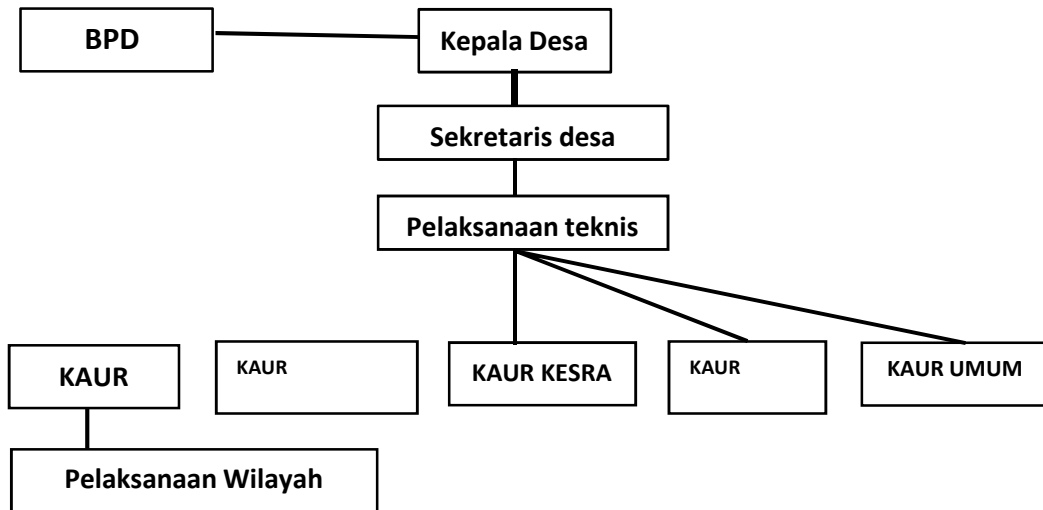 BPD
Kepala Desa
Sekretaris desa
Pelaksanaan teknis
KAUR
KAUR
KAUR KESRA
KAUR
KAUR UMUM
Pelaksanaan Wilayah